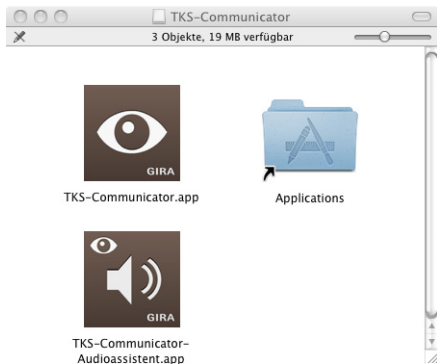 TKS-Communicator
3 Objekte, 19 MB verfügbar
GIRA
TKS-Communicator.app
Applications
GIRA
TKS-Communicator-
Audioassistent.app